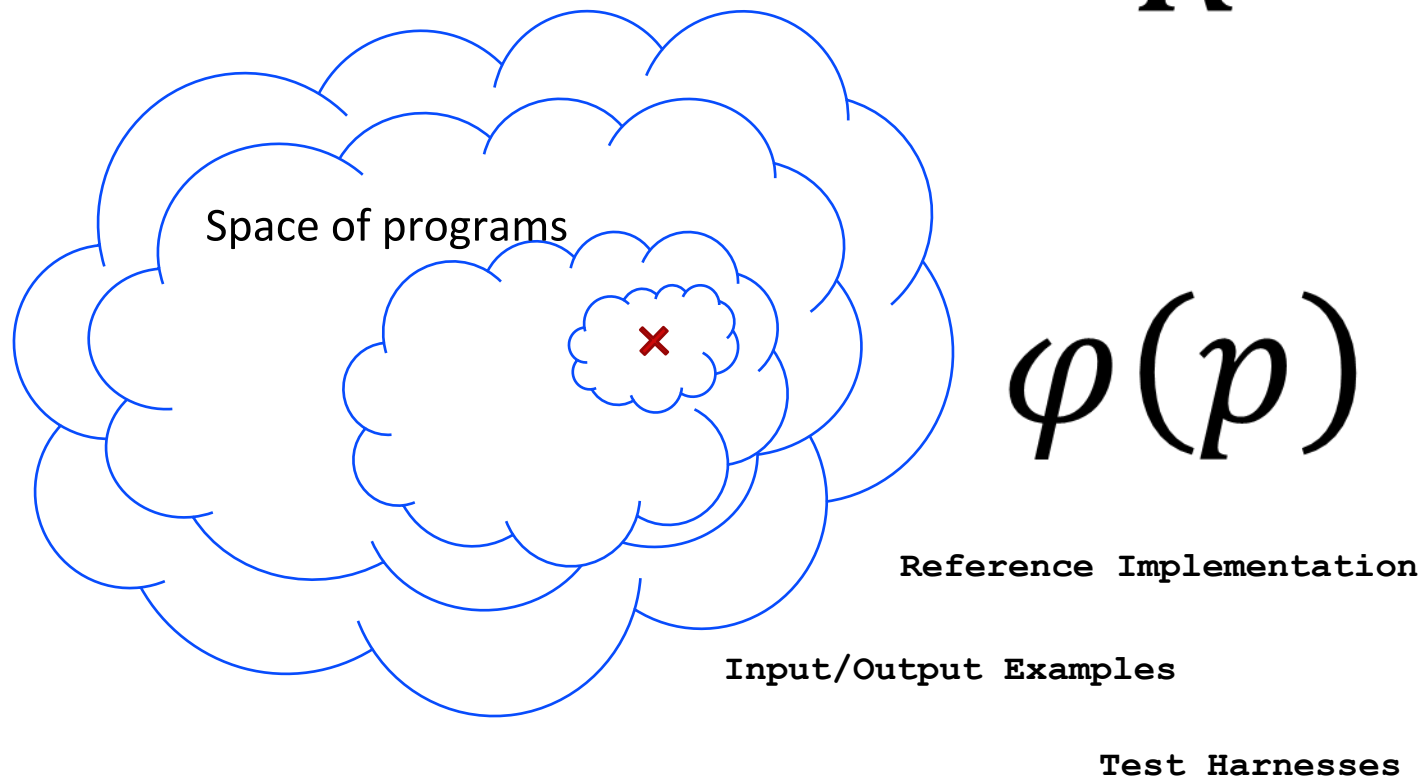 Space of programs
φ(p)
Reference Implementation
Input/Output Examples
Test Harnesses